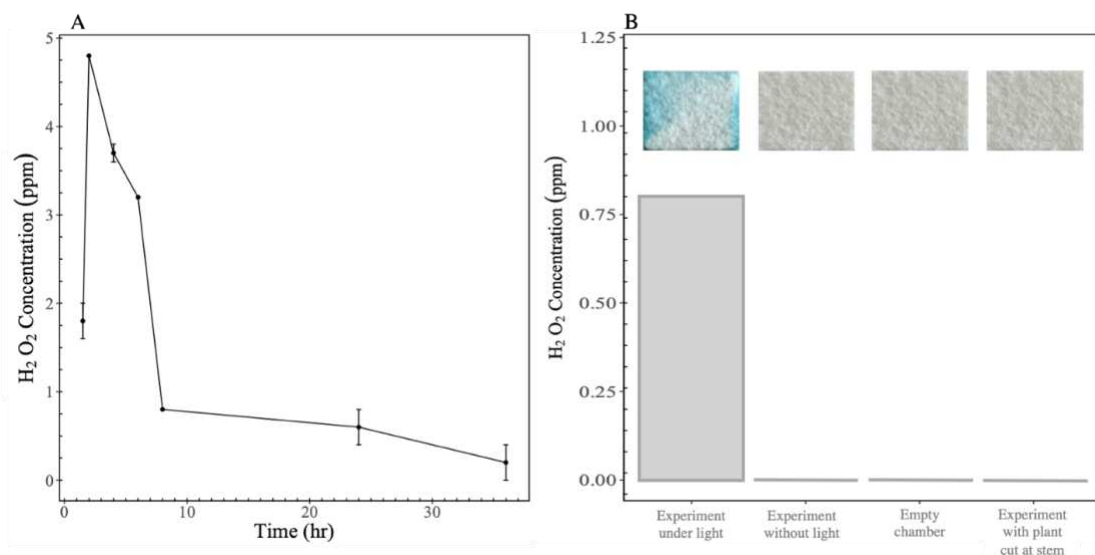 A
5
4
3
2
1
0
H₂ O₂ Concentration (ppm)
0
10
20
30
Time (hr)
B
1.25
1.00
0.75
0.50
0.25
0.00
H₂ O₂ Concentration (ppm)
Experiment
under light
Experiment
without light
Empty
chamber
Experiment
with plant
cut at stem